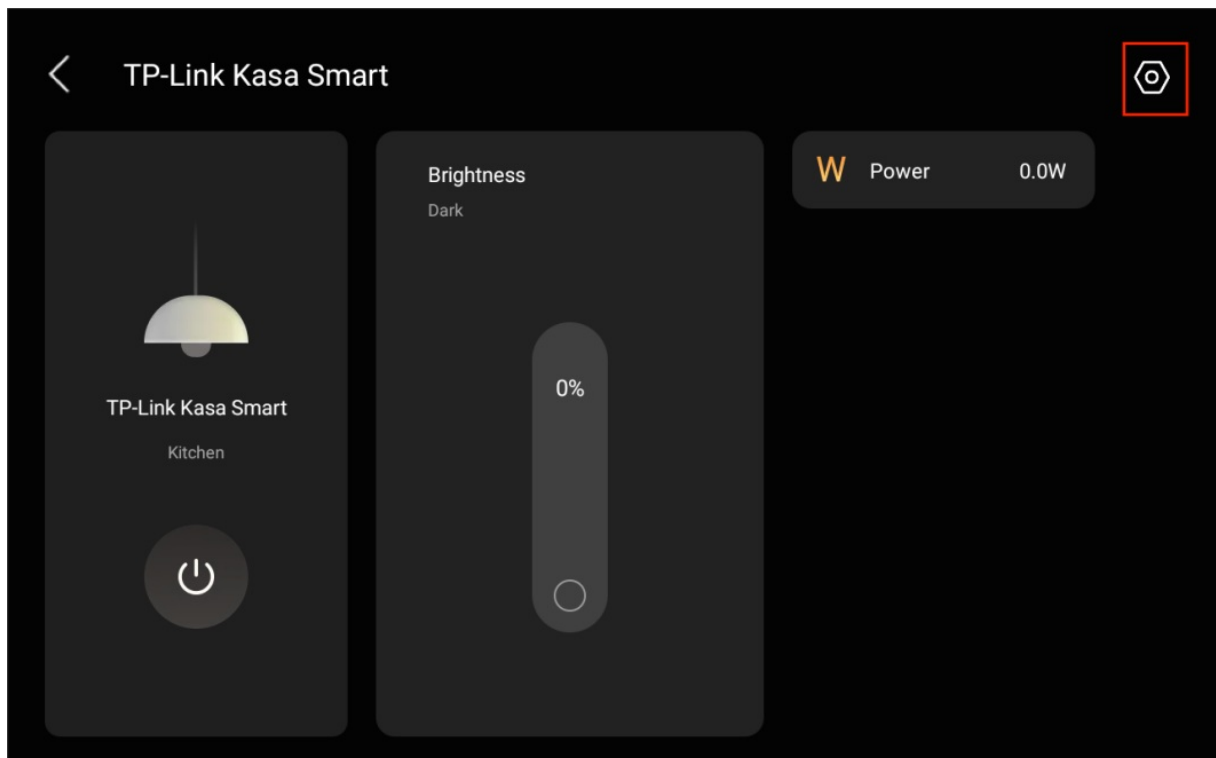 TP-Link Kasa Smart
TP-Link Kasa Smart
Kitchen
Brightness
Dark
0%
W Power 0.0W